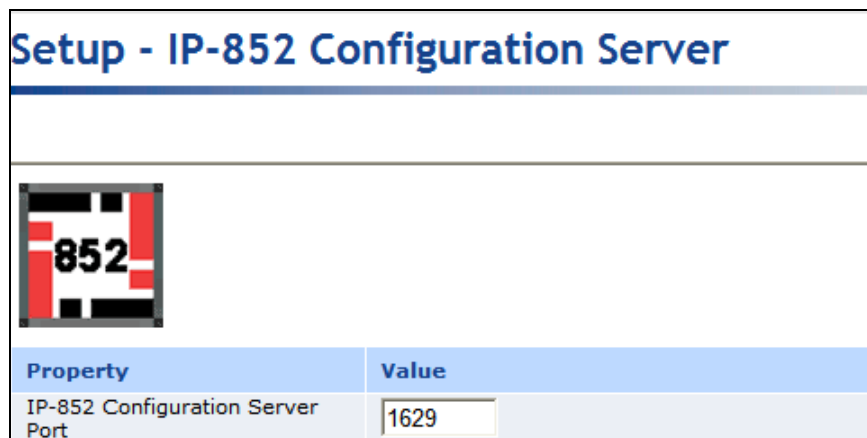 Setup - IP-852 Configuration Server
852
Property Value
IP-852 Configuration Server
Port
1629